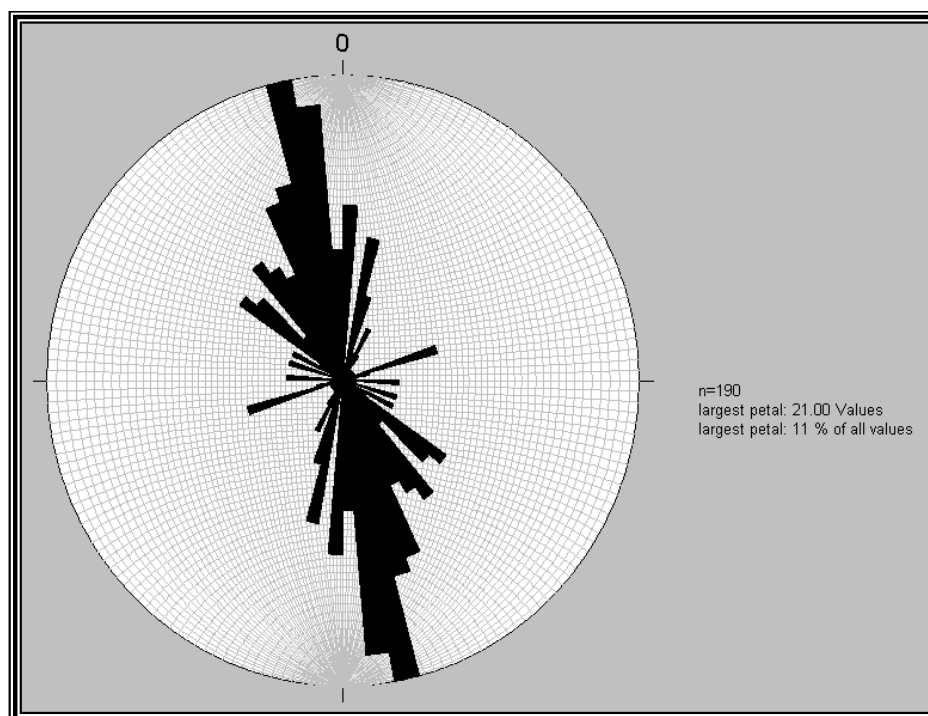 0
n=190
largest petal: 21.00 Values
largest petal: 11 % of all values